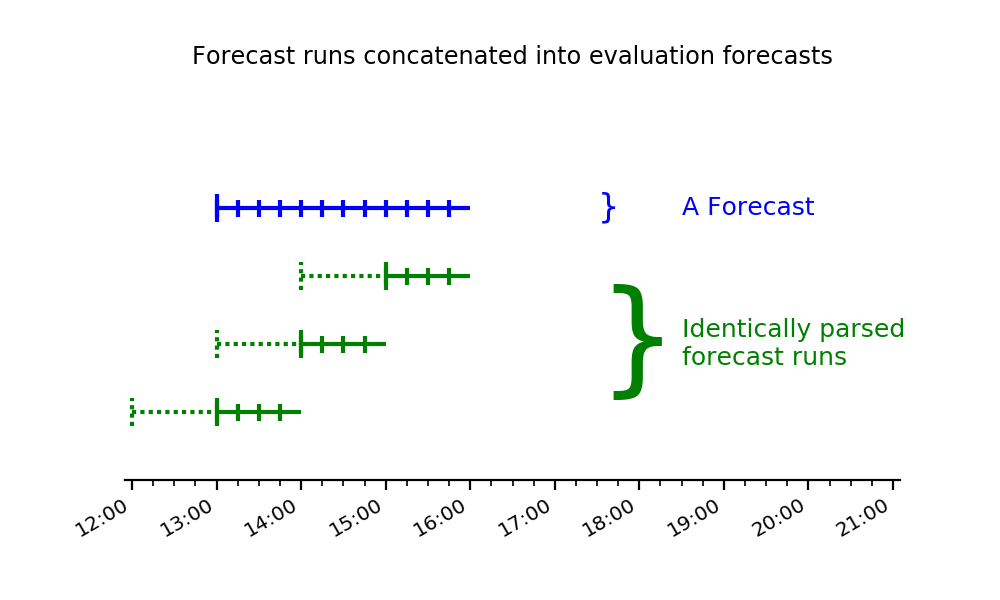 Forecast runs concatenated into evaluation forecasts
} A Forecast
} Identically parsed
forecast runs
12:00 13:00 14:00 15:00 16:00 17:00 18:00 19:00 20:00 21:00